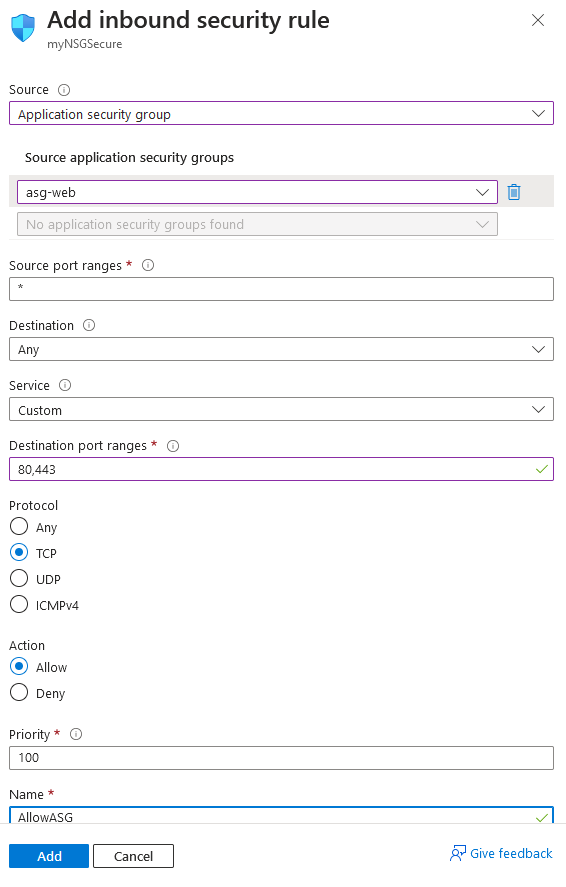 Add inbound security rule
myNSGSecure
Source
Application security group
Source application security groups
asg-web
No application security groups found
Source port ranges *
*
Destination
Any
Service
Custom
Destination port ranges *
80,443
Protocol
Any
TCP
UDP
ICMPv4
Action
Allow
Deny
Priority *
100
Name *
AllowASG
Add Cancel Give feedback